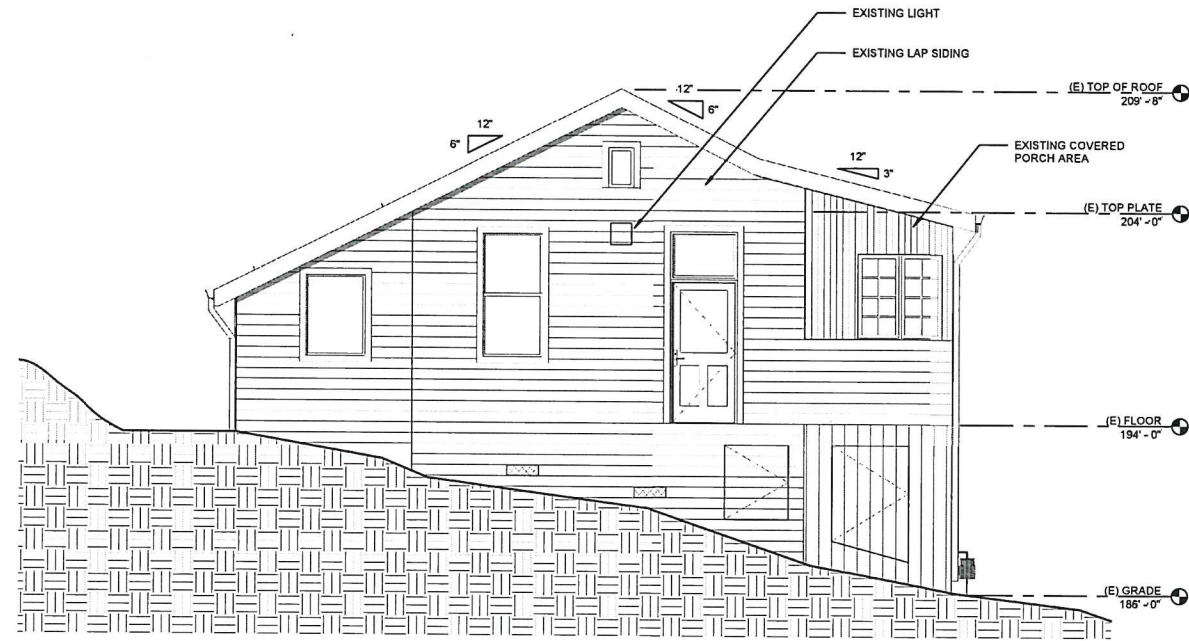 EXISTING LIGHT
EXISTING LAP SIDING
12"
6"
(E) TOP OF ROOF
209' - 8"
12"
6"
EXISTING COVERED
PORCH AREA
12"
3"
(E) TOP PLATE
204' - 0"
(E) FLOOR
194' - 0"
(E) GRADE
186' - 0"